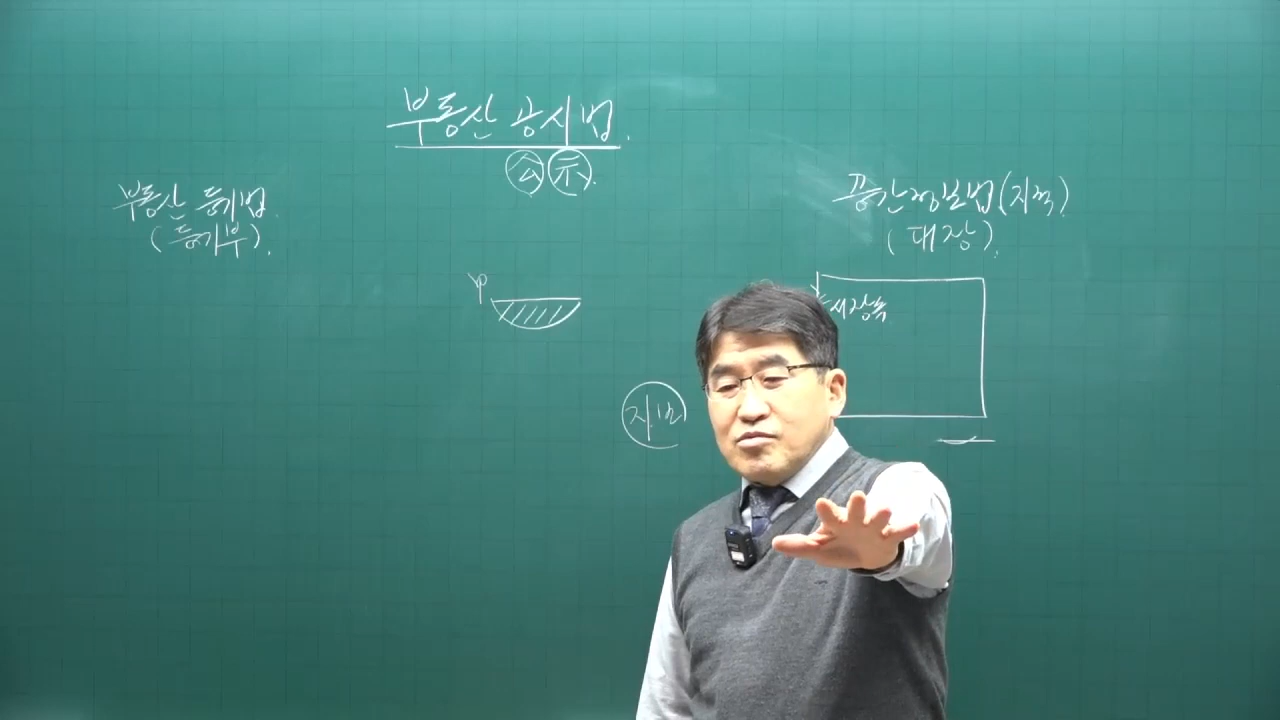 부동산 공시법.
公示.
부동산 등기법.
(등기부).
공간정보법(지적)
(대장).
p
지번